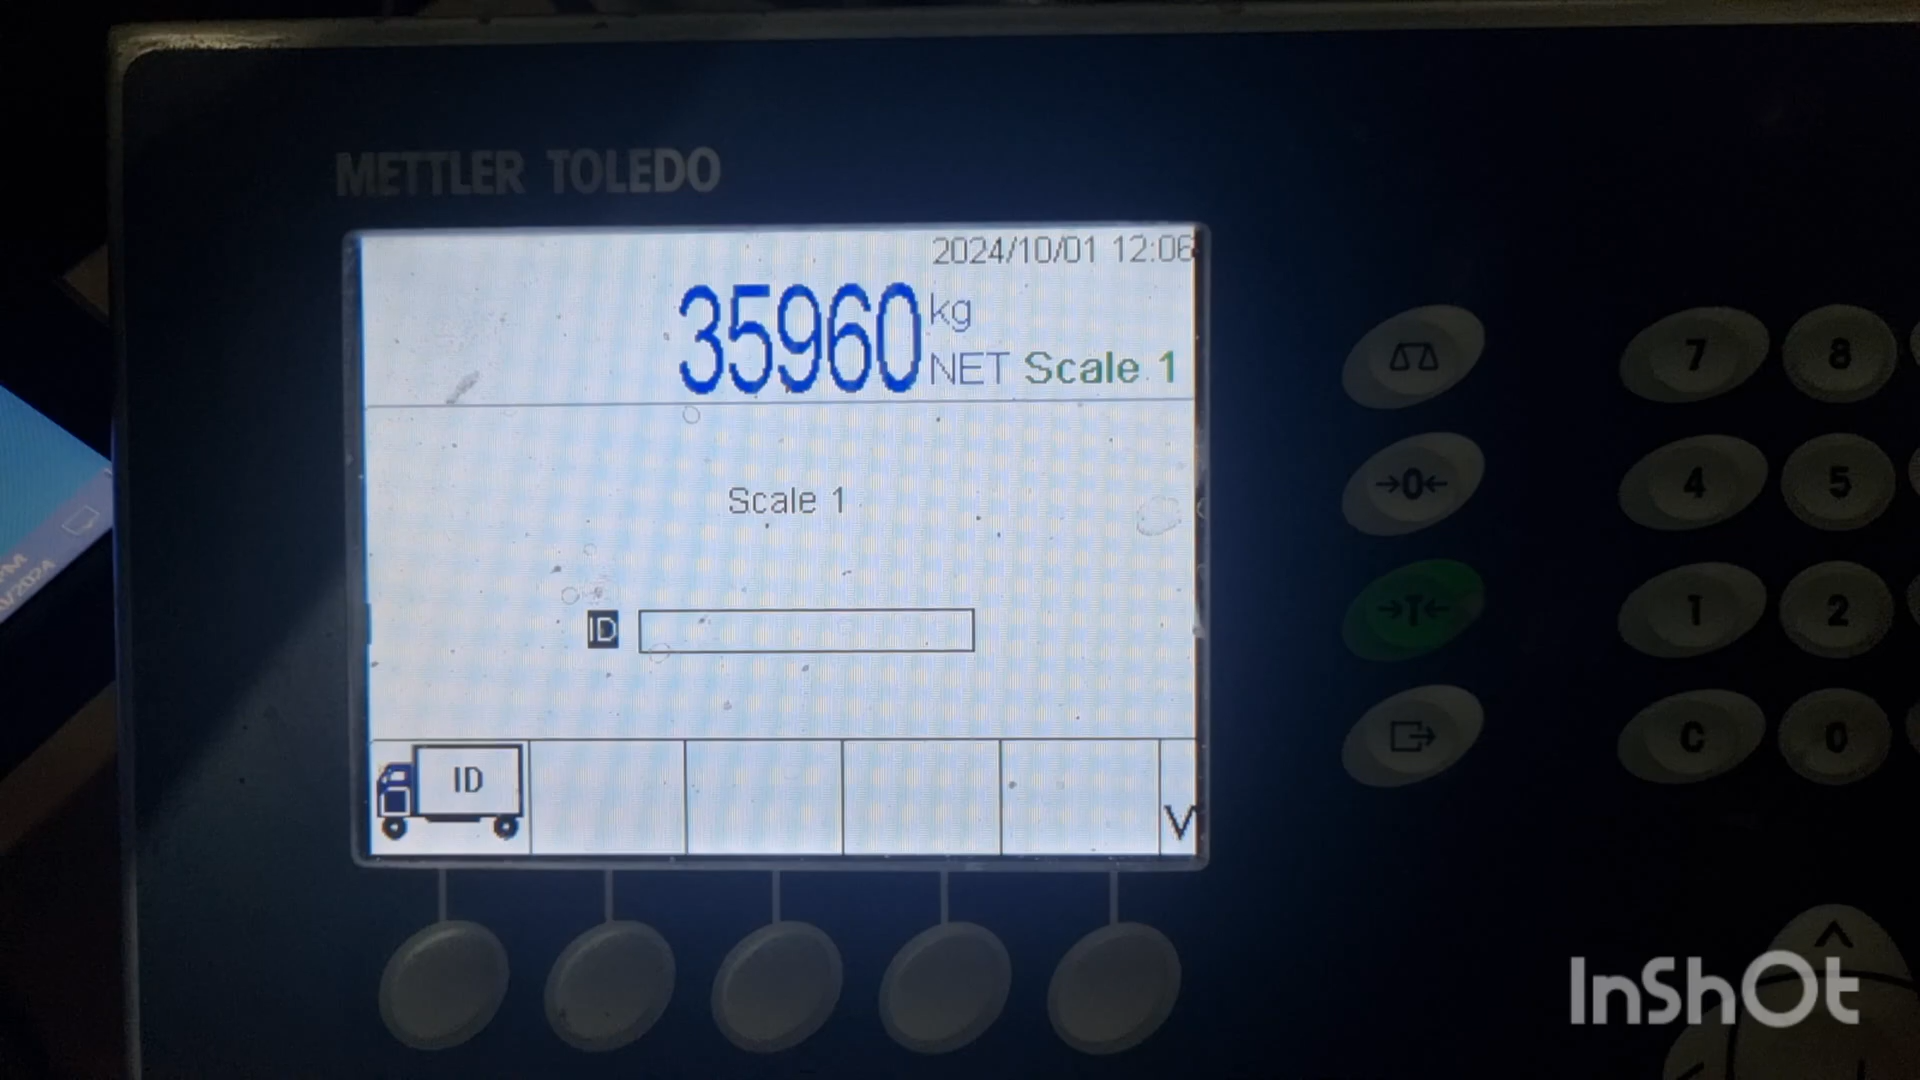 METTLER TOLEDO
2024/10/01 12:06
35960 kg
NET Scale 1
Scale 1
ID
ID
V
7 8
→0← 4 5
→T← 1 2
C 0
InShOt